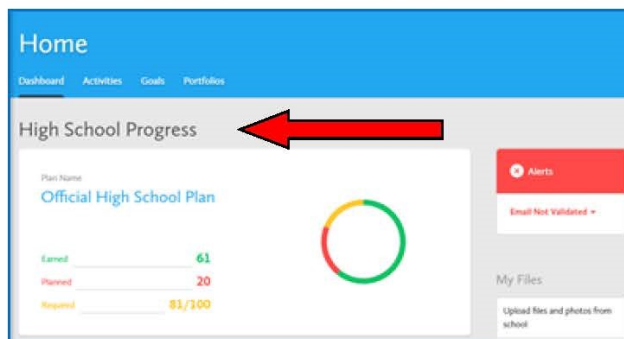 Home
Dashboard Activities Goals Portfolios
High School Progress
Plan Name
Official High School Plan
Earned 61
Planned 20
Required 81/100
Alerts
Email Not Validated
My Files
Upload files and photos from
school